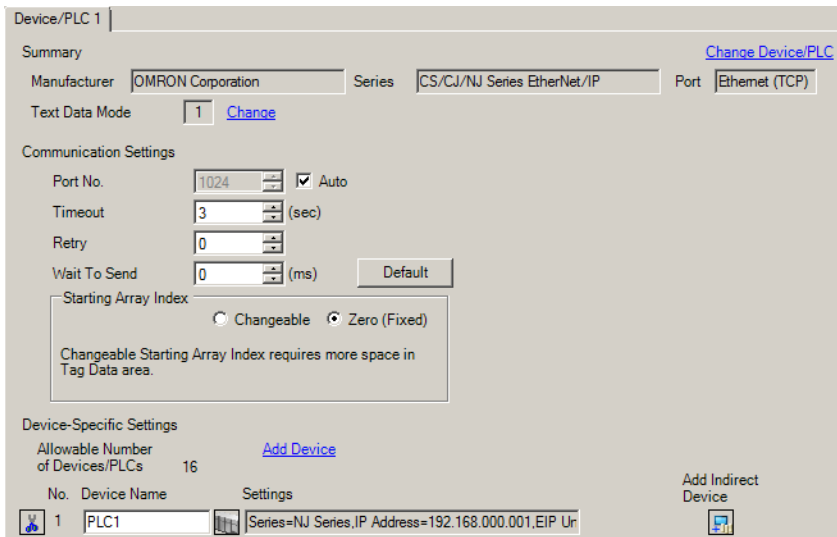 Device/PLC 1
Summary
Change Device/PLC
Manufacturer OMRON Corporation Series CS/CJ/NJ Series EtherNet/IP Port Ethernet (TCP)
Text Data Mode 1 Change
Communication Settings
Port No. 1024 Auto
Timeout 3 (sec)
Retry 0
Wait To Send 0 (ms) Default
Starting Array Index
Changeable Zero (Fixed)
Changeable Starting Array Index requires more space in
Tag Data area.
Device-Specific Settings
Allowable Number
of Devices/PLCs 16
Add Device
Add Indirect
Device
No. Device Name Settings
1 PLC1 Series=NJ Series,IP Address=192.168.000.001,EIP Ur